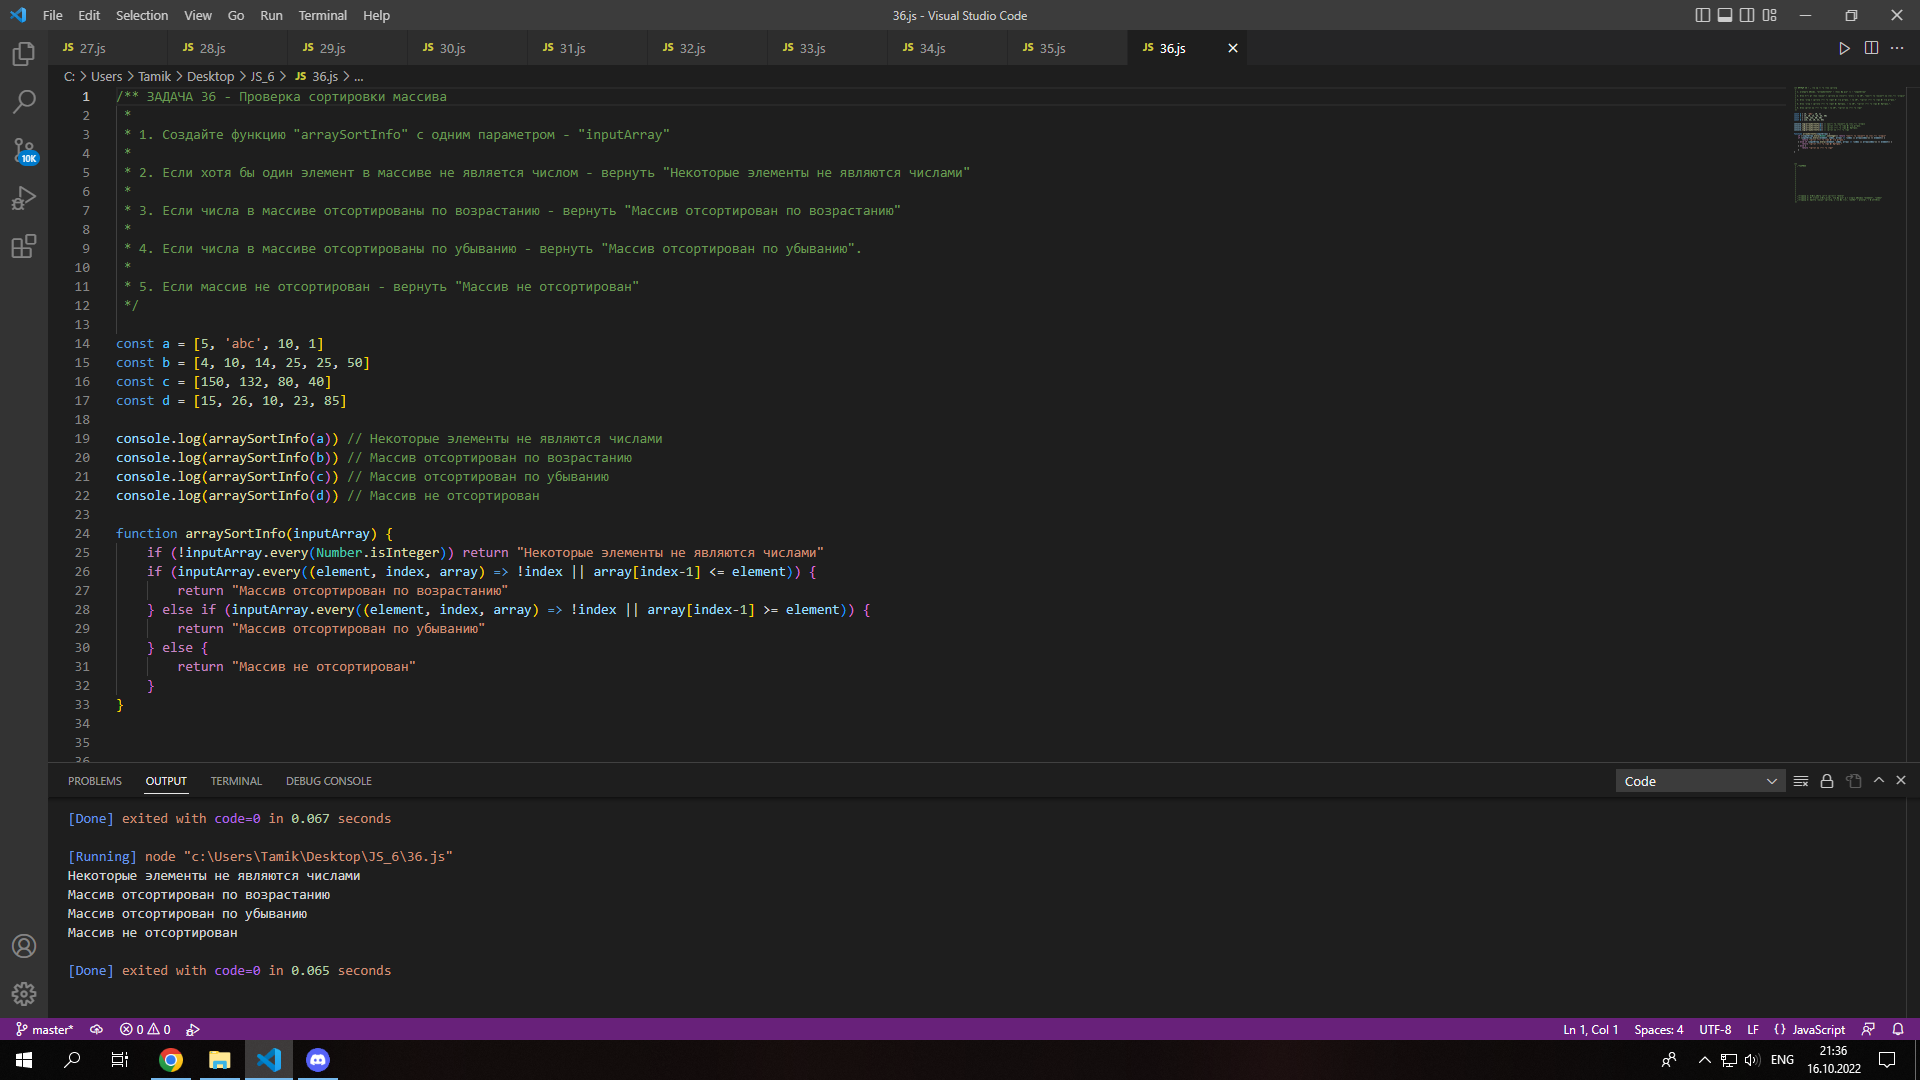 File Edit Selection View Go Run Terminal Help
36.js - Visual Studio Code
JS 27.js JS 28.js JS 29.js JS 30.js JS 31.js JS 32.js JS 33.js JS 34.js JS 35.js JS 36.js
C: > Users > Tamik > Desktop > JS_6 > JS 36.js > ...
1 /** ЗАДАЧА 36 - Проверка сортировки массива
2 *
3 * 1. Создайте функцию "arraySortInfo" с одним параметром - "inputArray"
4 *
5 * 2. Если хотя бы один элемент в массиве не является числом - вернуть "Некоторые элементы не являются числами"
6 *
7 * 3. Если числа в массиве отсортированы по возрастанию - вернуть "Массив отсортирован по возрастанию"
8 *
9 * 4. Если числа в массиве отсортированы по убыванию - вернуть "Массив отсортирован по убыванию".
10 *
11 * 5. Если массив не отсортирован - вернуть "Массив не отсортирован"
12 */
13
14 const a = [5, 'abc', 10, 1]
15 const b = [4, 10, 14, 25, 25, 50]
16 const c = [150, 132, 80, 40]
17 const d = [15, 26, 10, 23, 85]
18
19 console.log(arraySortInfo(a)) // Некоторые элементы не являются числами
20 console.log(arraySortInfo(b)) // Массив отсортирован по возрастанию
21 console.log(arraySortInfo(c)) // Массив отсортирован по убыванию
22 console.log(arraySortInfo(d)) // Массив не отсортирован
23
24 function arraySortInfo(inputArray) {
25 if (!inputArray.every(Number.isInteger)) return "Некоторые элементы не являются числами"
26 if (inputArray.every((element, index, array) => !index || array[index-1] <= element)) {
27 return "Массив отсортирован по возрастанию"
28 } else if (inputArray.every((element, index, array) => !index || array[index-1] >= element)) {
29 return "Массив отсортирован по убыванию"
30 } else {
31 return "Массив не отсортирован"
32 }
33 }
34
35
36
10K
PROBLEMS OUTPUT TERMINAL DEBUG CONSOLE
Code
[Done] exited with code=0 in 0.067 seconds
[Running] node "c:\Users\Tamik\Desktop\JS_6\36.js"
Некоторые элементы не являются числами
Массив отсортирован по возрастанию
Массив отсортирован по убыванию
Массив не отсортирован
[Done] exited with code=0 in 0.065 seconds
master* 0 0
Ln 1, Col 1 Spaces: 4 UTF-8 LF {} JavaScript
ENG
21:36
16.10.2022